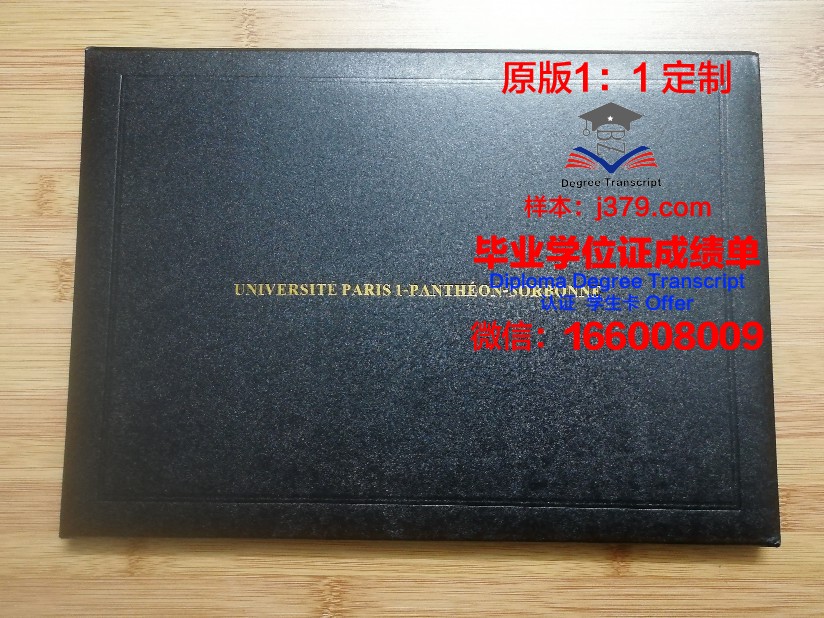 原版1：1 定制
Degree Transcript
样本：j379.com
毕业学位证成绩单
Diploma Degree Transcript
UNIVERSITE PARIS 1-PANTHÉON-SORBONNE
认证 学生卡 Offer
微信：166008009